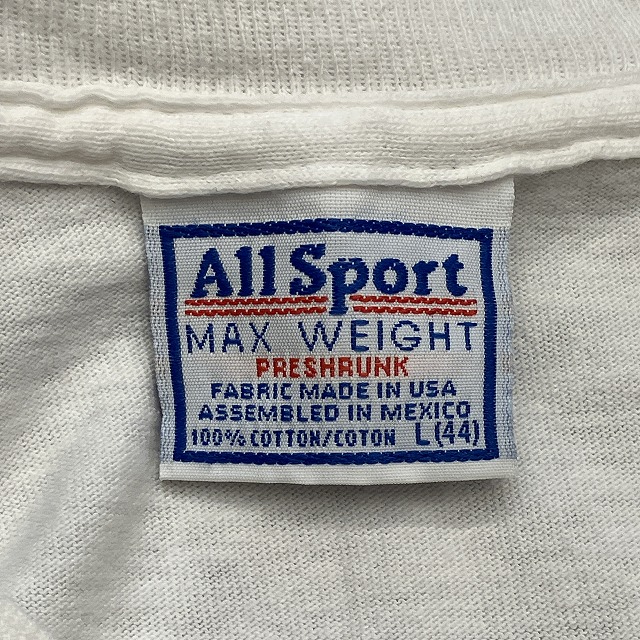 All Sport
MAX WEIGHT
PRESHRUNK
FABRIC MADE IN USA
ASSEMBLED IN MEXICO
100% COTTON/COTON L (44)